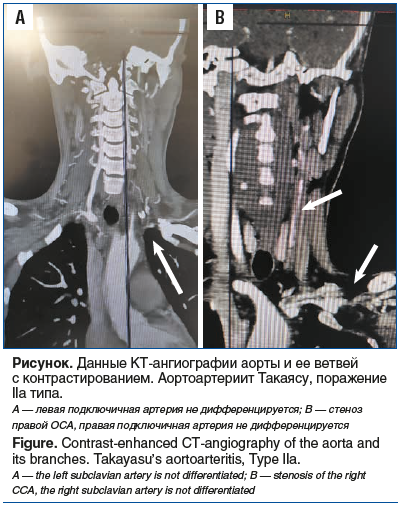 A
B
Рисунок. Данные КТ-ангиографии аорты и ее ветвей
с контрастированием. Аортоартериит Такаясу, поражение
IIa типа.
А — левая подключичная артерия не дифференцируется; В — стеноз
правой ОСА, правая подключичная артерия не дифференцируется
Figure. Contrast-enhanced CT-angiography of the aorta and
its branches. Takayasu's aortoarteritis, Type IIa.
A — the left subclavian artery is not differentiated; B — stenosis of the right
CCA, the right subclavian artery is not differentiated